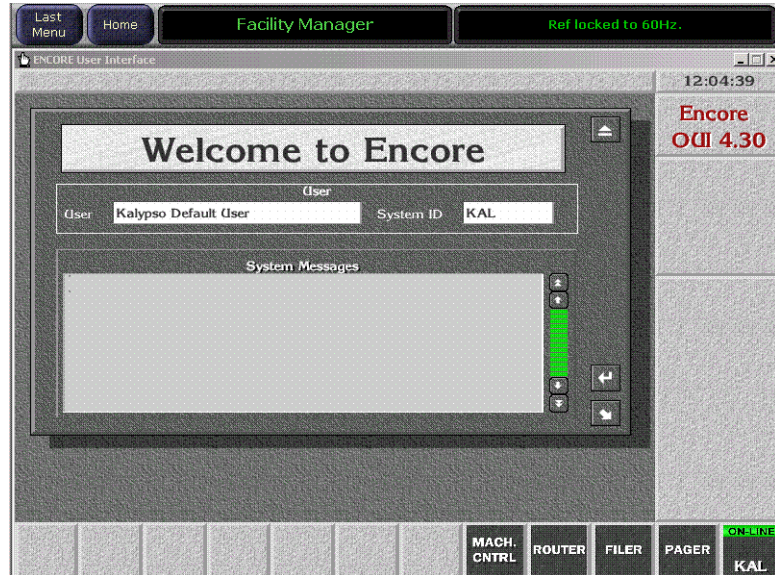 Last Menu
Home
Facility Manager
Ref locked to 60Hz.
ENCORE User Interface
12:04:39
Encore
OUI 4.30
Welcome to Encore
User
User
Kalypso Default User
System ID
KAL
System Messages
MACH. CNTRL
ROUTER
FILER
PAGER
ON-LINE
KAL